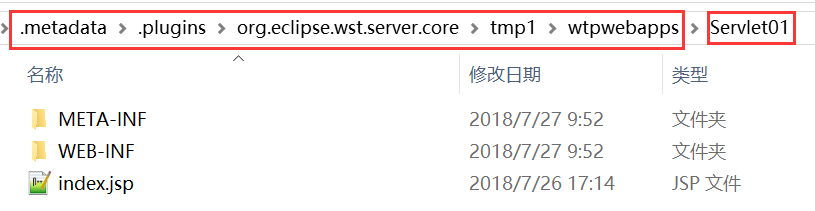 .metadata > .plugins > org.eclipse.wst.server.core > tmp1 > wtpwebapps > Servlet01
名称 修改日期 类型
META-INF 2018/7/27 9:52 文件夹
WEB-INF 2018/7/27 9:52 文件夹
index.jsp 2018/7/26 17:14 JSP 文件